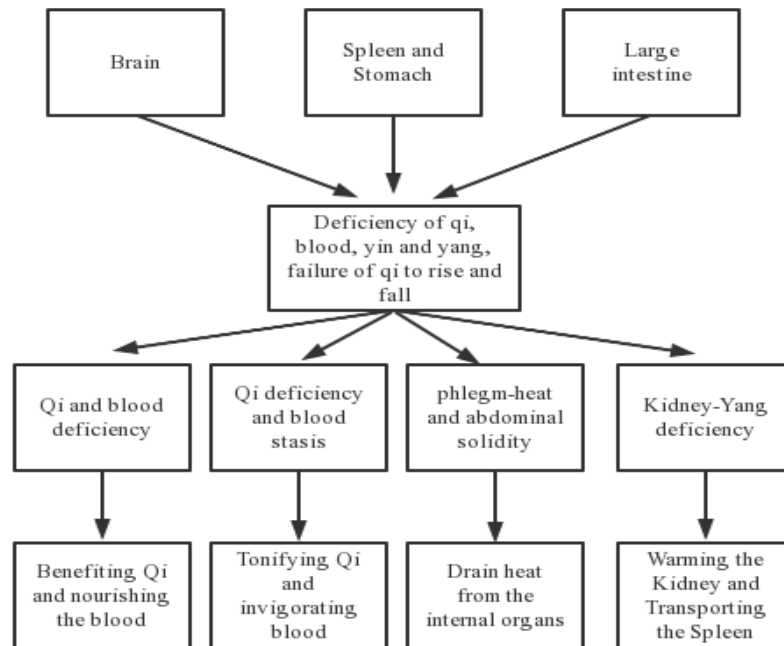 Brain
Spleen and
Stomach
Large
intestine
Deficiency of qi,
blood, yin and yang,
failure of qi to rise and
fall
Qi and blood
deficiency
Qi deficiency
and blood
stasis
phlegm-heat
and abdominal
solidity
Kidney-Yang
deficiency
Benefiting Qi
and nourishing
the blood
Tonifying Qi
and
invigorating
blood
Drain heat
from the
internal organs
Warming the
Kidney and
Transporting
the Spleen